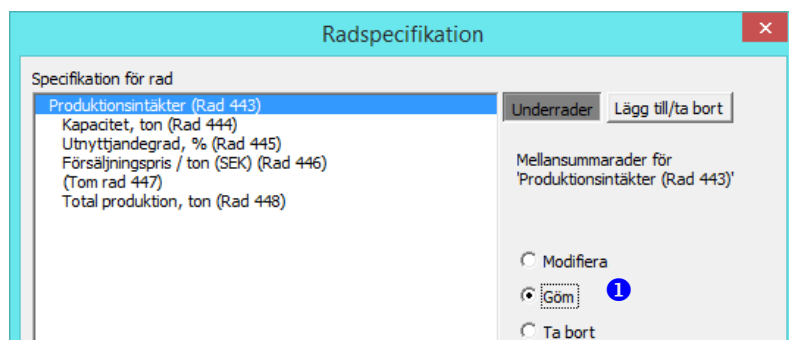 Radspecifikation
×
Specifikation för rad
Produktionsintäkter (Rad 443)
Kapacitet, ton (Rad 444)
Utnyttjandegrad, % (Rad 445)
Försäljningspris / ton (SEK) (Rad 446)
(Tom rad 447)
Total produktion, ton (Rad 448)
Underrader
Lägg till/ta bort
Mellansummarader för
'Produktionsintäkter (Rad 443)'
Modifiera
Göm
1
Ta bort